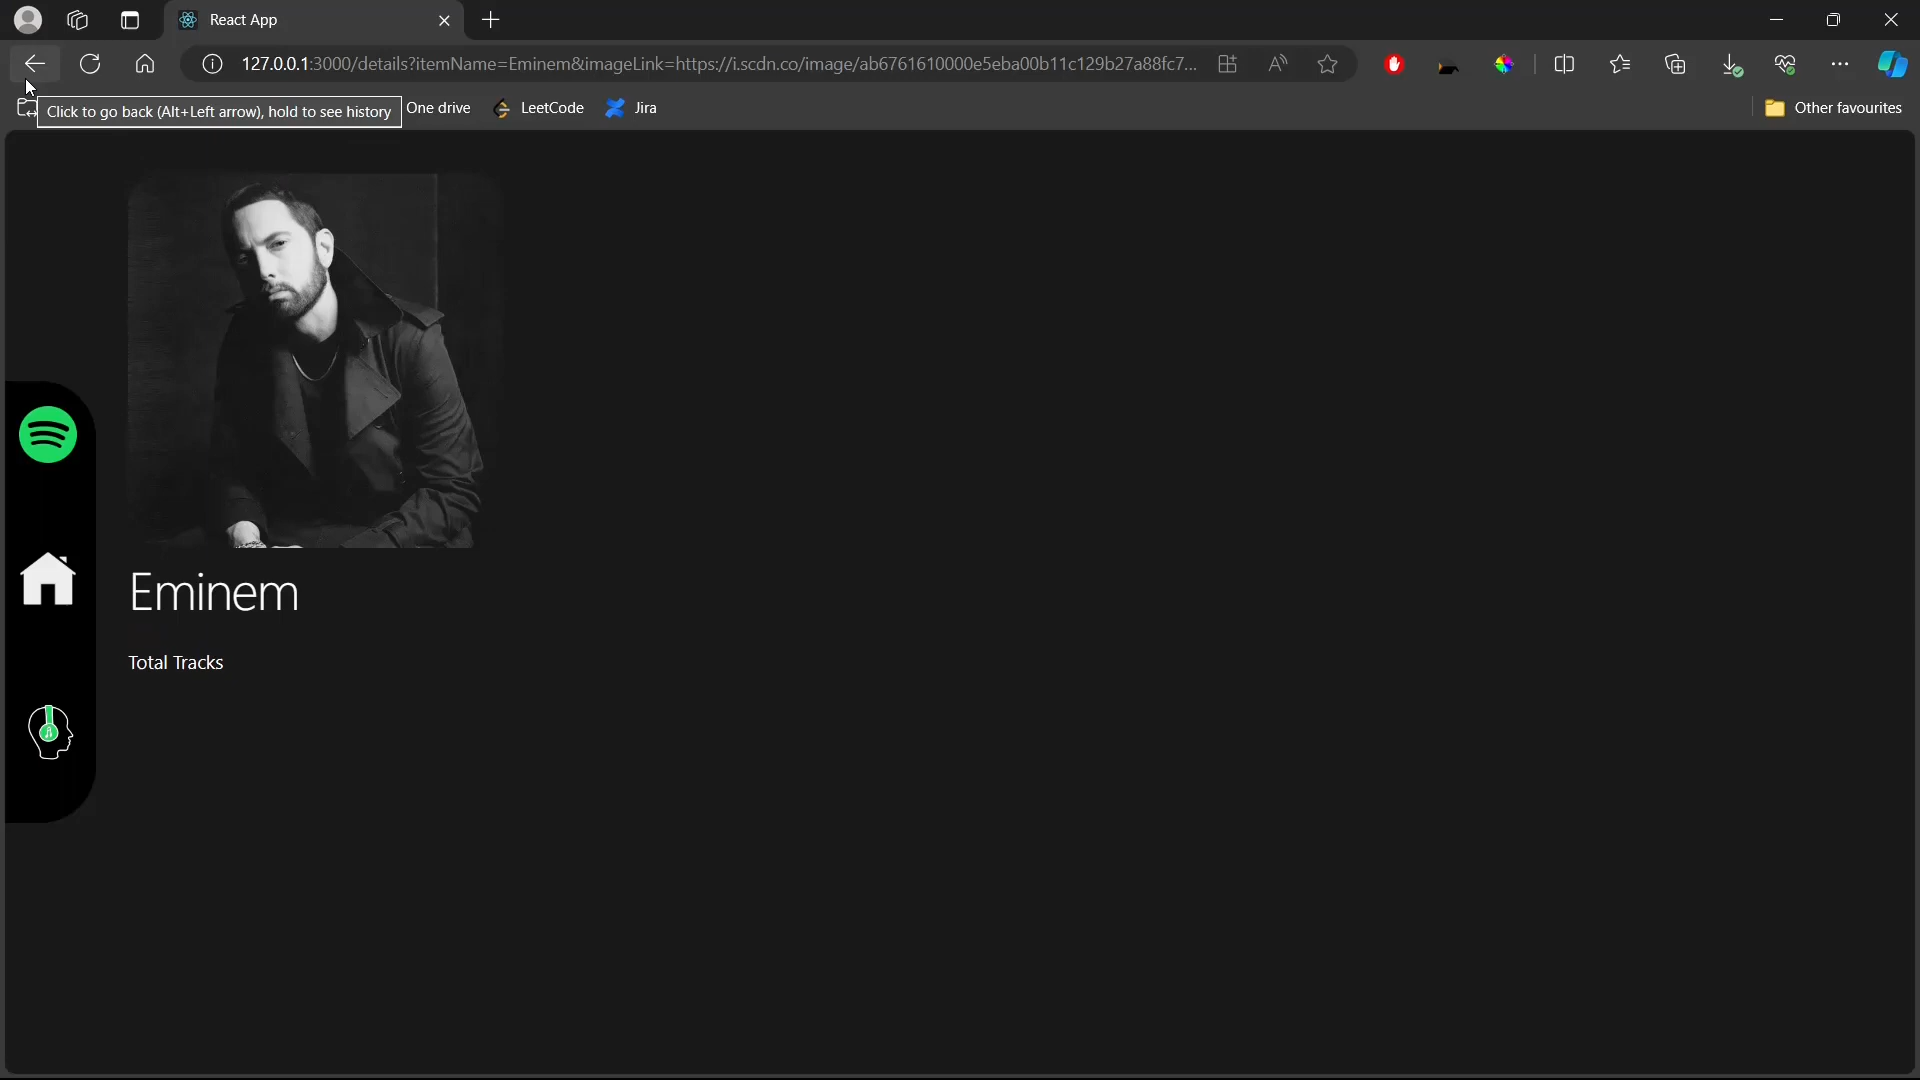 React App
127.0.0.1:3000/details?itemName=Eminem&imageLink=https://i.scdn.co/image/ab6761610000e5eba00b11c129b27a88fc7...
Click to go back (Alt+Left arrow), hold to see history
One drive
LeetCode
Jira
Other favourites
Eminem
Total Tracks